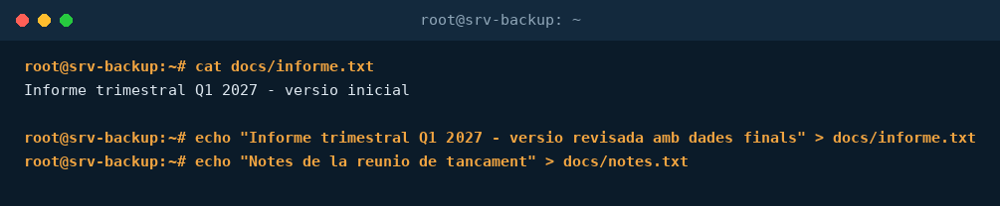 root@srv-backup: ~
root@srv-backup:~# cat docs/informe.txt
Informe trimestral Q1 2027 - versio inicial
root@srv-backup:~# echo "Informe trimestral Q1 2027 - versio revisada amb dades finals" > docs/informe.txt
root@srv-backup:~# echo "Notes de la reunio de tancament" > docs/notes.txt